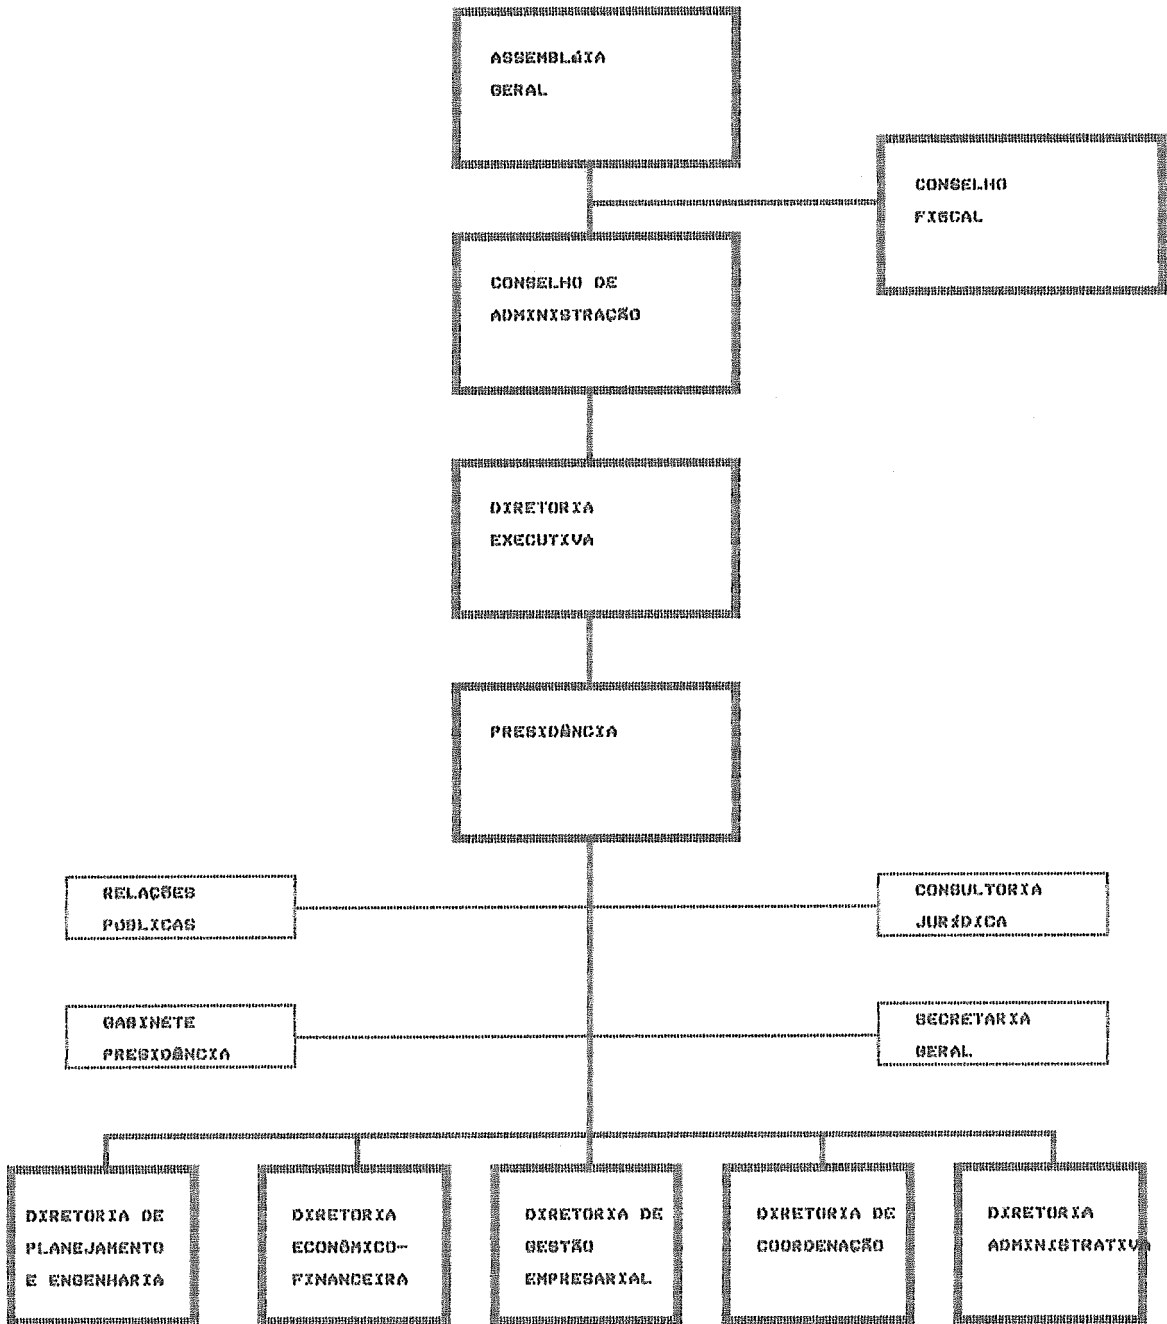 ASSEMBLÉIA
GERAL
CONSELHO
FISCAL
CONSELHO DE
ADMINISTRAÇÃO
DIRETORIA
EXECUTIVA
PRESIDÊNCIA
RELAÇÕES
PÚBLICAS
CONSULTORIA
JURÍDICA
GABINETE
PRESIDÊNCIA
SECRETARIA
GERAL
DIRETORIA DE
PLANEJAMENTO
E ENGENHARIA
DIRETORIA
ECONÔMICO-
FINANCEIRA
DIRETORIA DE
GESTÃO
EMPRESARIAL
DIRETORIA DE
COORDENAÇÃO
DIRETORIA
ADMINISTRATIVA